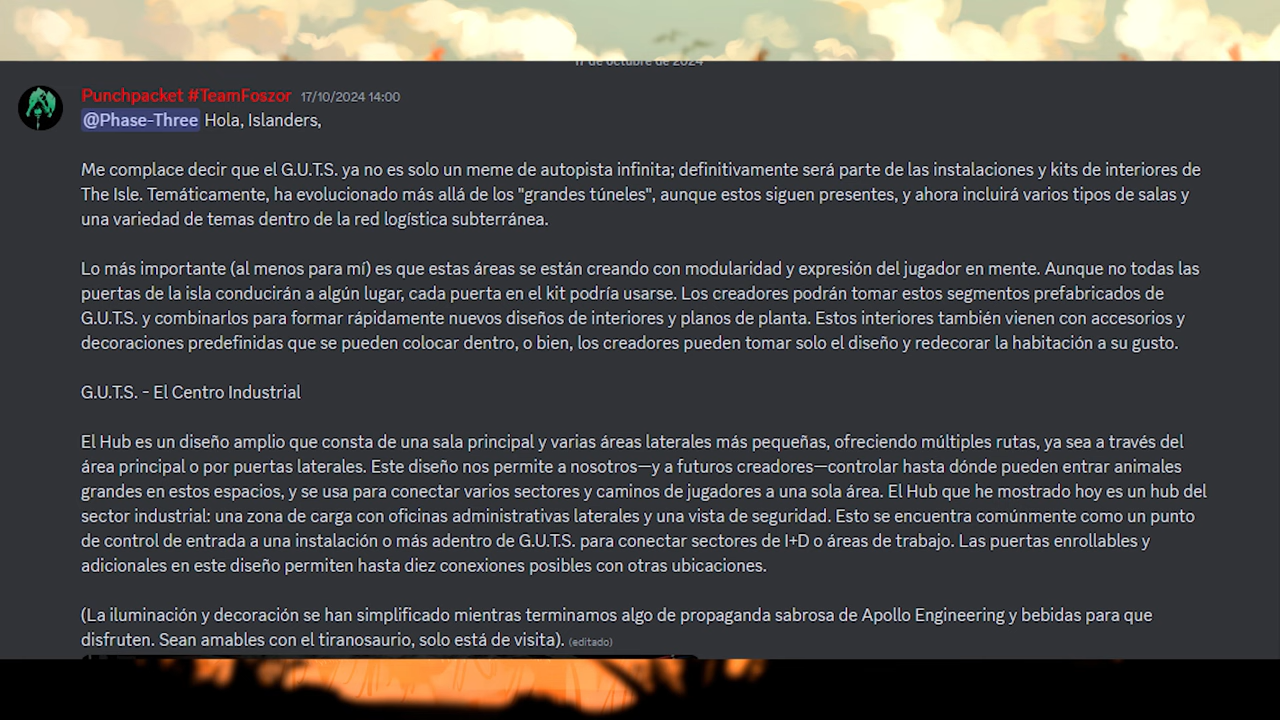 17 de octubre de 2024
Punchpacket #TeamFoszor 17/10/2024 14:00
@Phase-Three Hola, Islanders,
Me complace decir que el G.U.T.S. ya no es solo un meme de autopista infinita; definitivamente será parte de las instalaciones y kits de interiores de
The Isle. Temáticamente, ha evolucionado más allá de los "grandes túneles", aunque estos siguen presentes, y ahora incluirá varios tipos de salas y
una variedad de temas dentro de la red logística subterránea.
Lo más importante (al menos para mí) es que estas áreas se están creando con modularidad y expresión del jugador en mente. Aunque no todas las
puertas de la isla conducirán a algún lugar, cada puerta en el kit podría usarse. Los creadores podrán tomar estos segmentos prefabricados de
G.U.T.S. y combinarlos para formar rápidamente nuevos diseños de interiores y planos de planta. Estos interiores también vienen con accesorios y
decoraciones predefinidas que se pueden colocar dentro, o bien, los creadores pueden tomar solo el diseño y redecorar la habitación a su gusto.
G.U.T.S. - El Centro Industrial
El Hub es un diseño amplio que consta de una sala principal y varias áreas laterales más pequeñas, ofreciendo múltiples rutas, ya sea a través del
área principal o por puertas laterales. Este diseño nos permite a nosotros—y a futuros creadores—controlar hasta dónde pueden entrar animales
grandes en estos espacios, y se usa para conectar varios sectores y caminos de jugadores a una sola área. El Hub que he mostrado hoy es un hub del
sector industrial: una zona de carga con oficinas administrativas laterales y una vista de seguridad. Esto se encuentra comúnmente como un punto
de control de entrada a una instalación o más adentro de G.U.T.S. para conectar sectores de I+D o áreas de trabajo. Las puertas enrollables y
adicionales en este diseño permiten hasta diez conexiones posibles con otras ubicaciones.
(La iluminación y decoración se han simplificado mientras terminamos algo de propaganda sabrosa de Apollo Engineering y bebidas para que
disfruten. Sean amables con el tiranosaurio, solo está de visita). (editado)